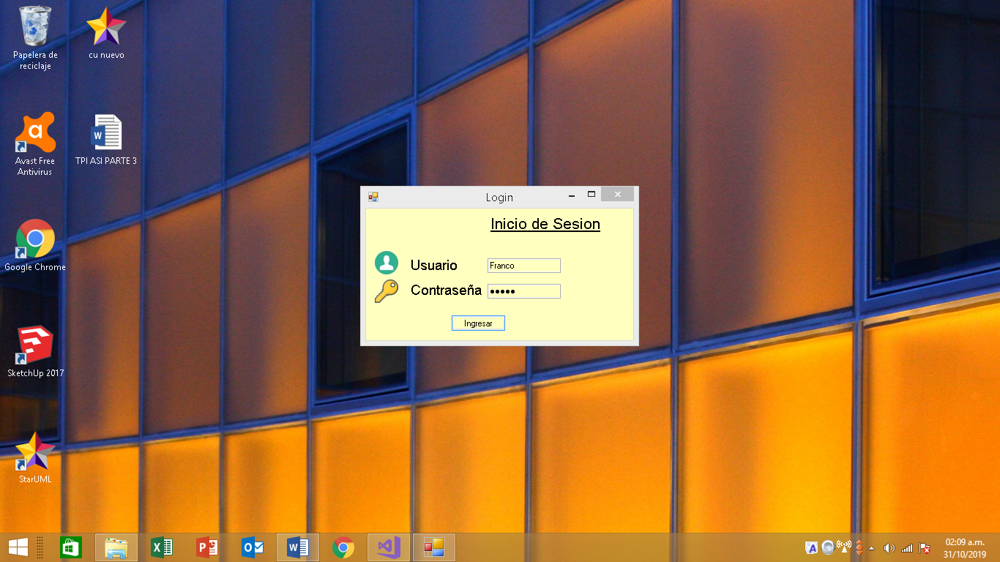 Papelera de
reciclaje
cu nuevo
Avast Free
Antivirus
TPI ASI PARTE 3
Google Chrome
SketchUp 2017
StarUML
Login
Inicio de Sesion
Usuario
Franco
Contraseña
•••••
Ingresar
02:09 a.m.
31/10/2019